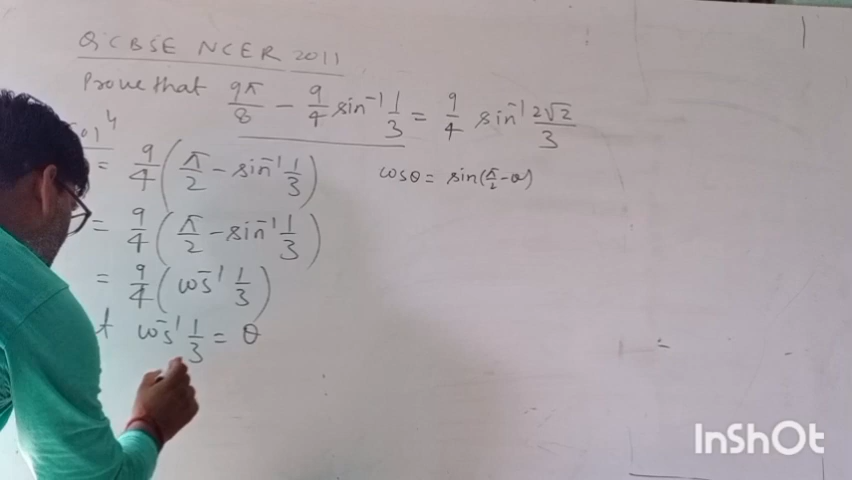 Q:CBSE NCER 2011
Prove that 9π/8 - 9/4 sin⁻¹ 1/3 = 9/4 sin⁻¹ 2√2/3
= 9/4 (π/2 - sin⁻¹ 1/3)
cosθ = sin(π/2 - θ)
= 9/4 (π/2 - sin⁻¹ 1/3)
= 9/4 (cos⁻¹ 1/3)
cos⁻¹ 1/3 = θ
InShOt